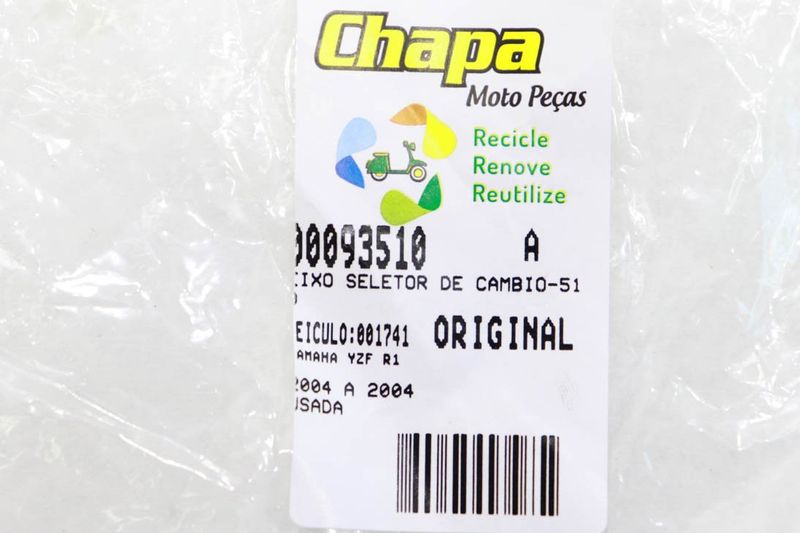 Chapa
Moto Peças
Recicle
Renove
Reutilize
00093510 A
EIXO SELETOR DE CAMBIO-51
EICULO:001741 ORIGINAL
AMAHA YZF R1
2004 A 2004
USADA